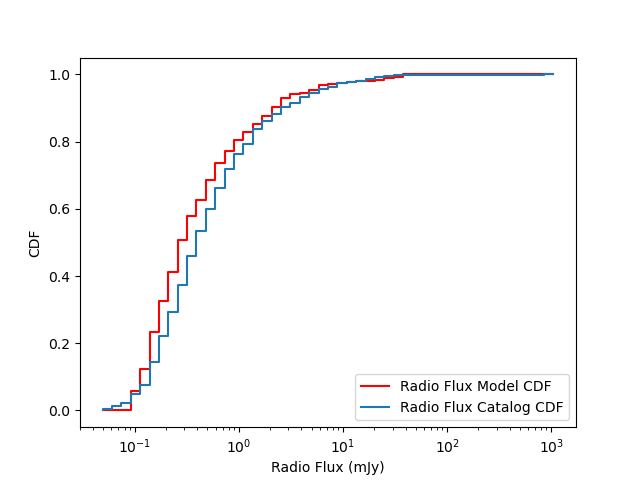 1.0
0.8
0.6
0.4
0.2
0.0
CDF
10⁻¹ 10⁰ 10¹ 10² 10³
Radio Flux (mJy)
Radio Flux Model CDF
Radio Flux Catalog CDF